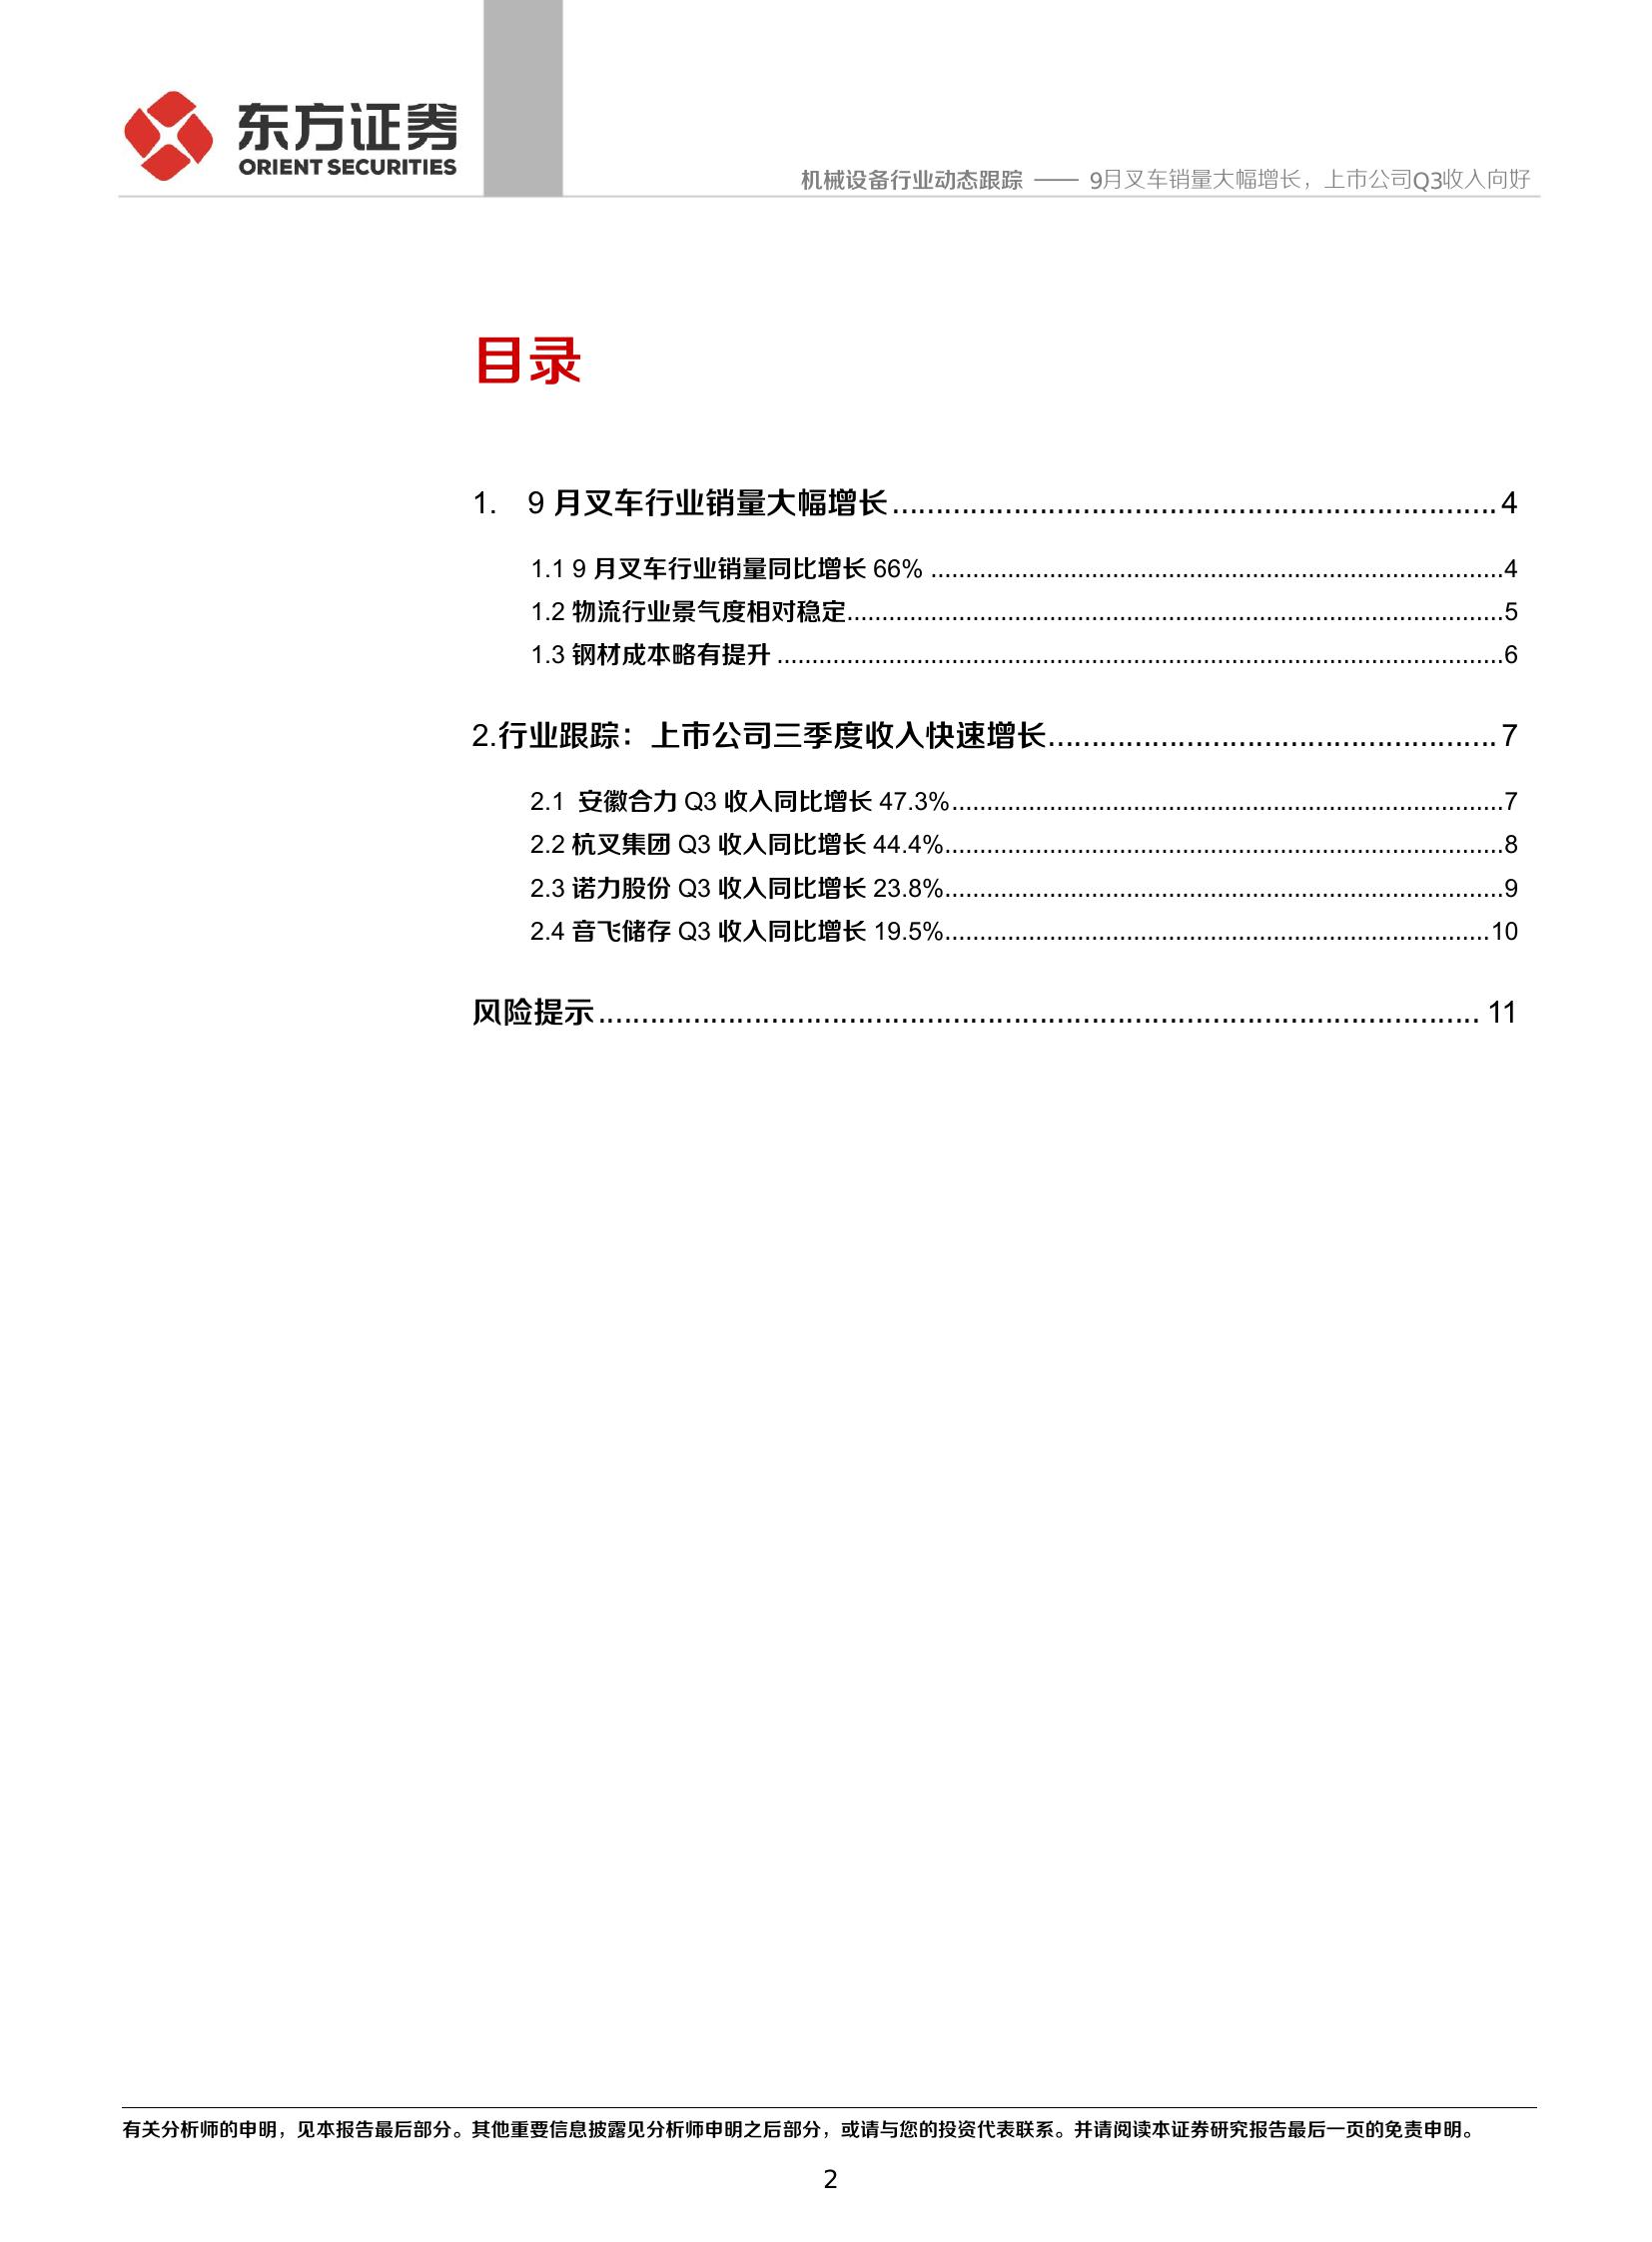 东方证券
ORIENT SECURITIES
机械设备行业动态跟踪 —— 9月叉车销量大幅增长，上市公司Q3收入向好
目录
1. 9 月叉车行业销量大幅增长........................................................................ 4
1.1 9 月叉车行业销量同比增长 66% ..................................................................................4
1.2 物流行业景气度相对稳定..............................................................................................5
1.3 钢材成本略有提升 ........................................................................................................6
2.行业跟踪：上市公司三季度收入快速增长.................................................... 7
2.1 安徽合力 Q3 收入同比增长 47.3%...............................................................................7
2.2 杭叉集团 Q3 收入同比增长 44.4%................................................................................8
2.3 诺力股份 Q3 收入同比增长 23.8%................................................................................9
2.4 音飞储存 Q3 收入同比增长 19.5%..............................................................................10
风险提示...................................................................................................... 11
有关分析师的申明，见本报告最后部分。其他重要信息披露见分析师申明之后部分，或请与您的投资代表联系。并请阅读本证券研究报告最后一页的免责申明。
2